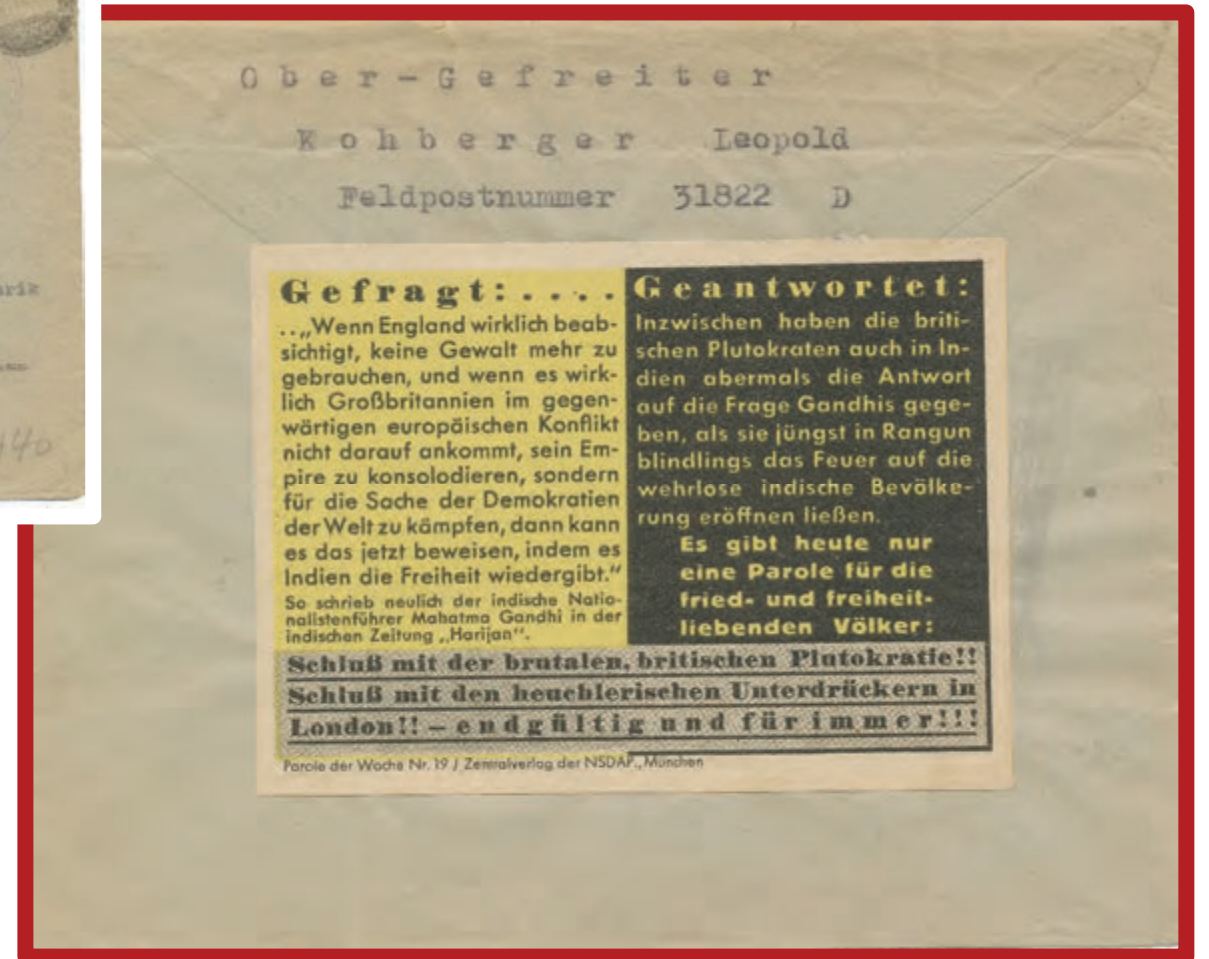 Ober-Gefreiter
Kohberger Leopold
Feldpostnummer 31822 D
Gefragt:....
..„Wenn England wirklich beab-
sichtigt, keine Gewalt mehr zu
gebrauchen, und wenn es wirk-
lich Großbritannien im gegen-
wärtigen europäischen Konflikt
nicht darauf ankommt, sein Em-
pire zu konsolodieren, sondern
für die Sache der Demokratien
der Welt zu kämpfen, dann kann
es das jetzt beweisen, indem es
Indien die Freiheit wiedergibt.“
So schrieb neulich der indische Natio-
nalistenführer Mahatma Gandhi in der
indischen Zeitung „Harijan“.
Geantwortet:
Inzwischen haben die briti-
schen Plutokraten auch in In-
dien abermals die Antwort
auf die Frage Gandhis gege-
ben, als sie jüngst in Rangun
blindlings das Feuer auf die
wehrlose indische Bevölke-
rung eröffnen ließen.
Es gibt heute nur
eine Parole für die
fried- und freiheit-
liebenden Völker:
Schluß mit der brutalen, britischen Plutokratie!!
Schluß mit den heuchlerischen Unterdrückern in
London!! – endgültig und für immer!!!
Parole der Woche Nr. 19 / Zentralverlag der NSDAP., München